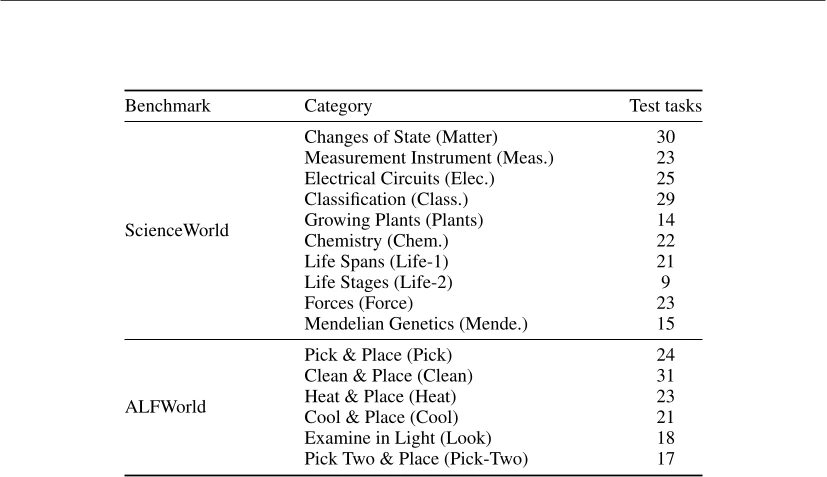 Benchmark Category Test tasks
Changes of State (Matter) 30
Measurement Instrument (Meas.) 23
Electrical Circuits (Elec.) 25
Classification (Class.) 29
Growing Plants (Plants) 14
ScienceWorld
Chemistry (Chem.) 22
Life Spans (Life-1) 21
Life Stages (Life-2) 9
Forces (Force) 23
Mendelian Genetics (Mende.) 15
Pick & Place (Pick) 24
Clean & Place (Clean) 31
Heat & Place (Heat) 23
ALFWorld
Cool & Place (Cool) 21
Examine in Light (Look) 18
Pick Two & Place (Pick-Two) 17